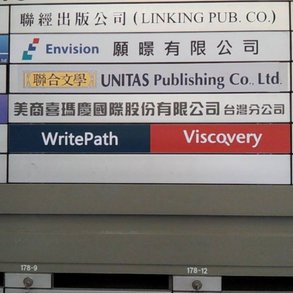 聯經出版公司 (LINKING PUB. CO.)
Envision 願景有限公司
聯合文學 UNITAS Publishing Co., Ltd.
美商喜瑪慶國際股份有限公司 台灣分公司
WritePath Viscovery
178-9 178-12